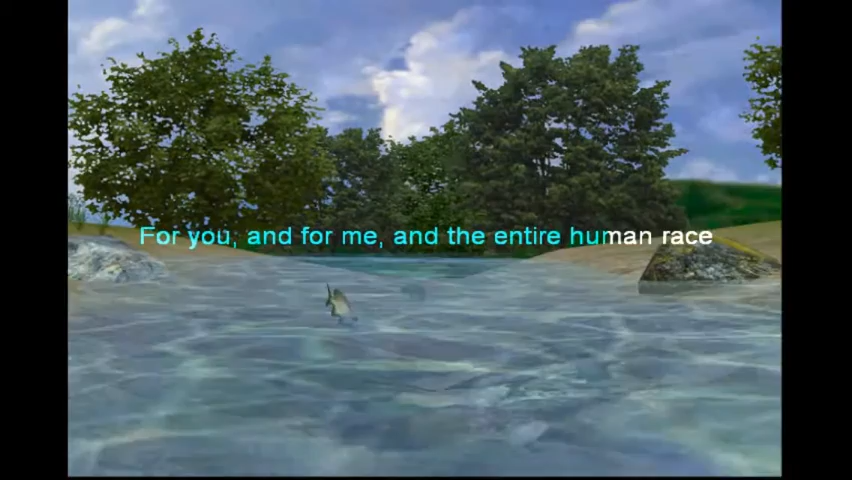 For you, and for me, and the entire human race